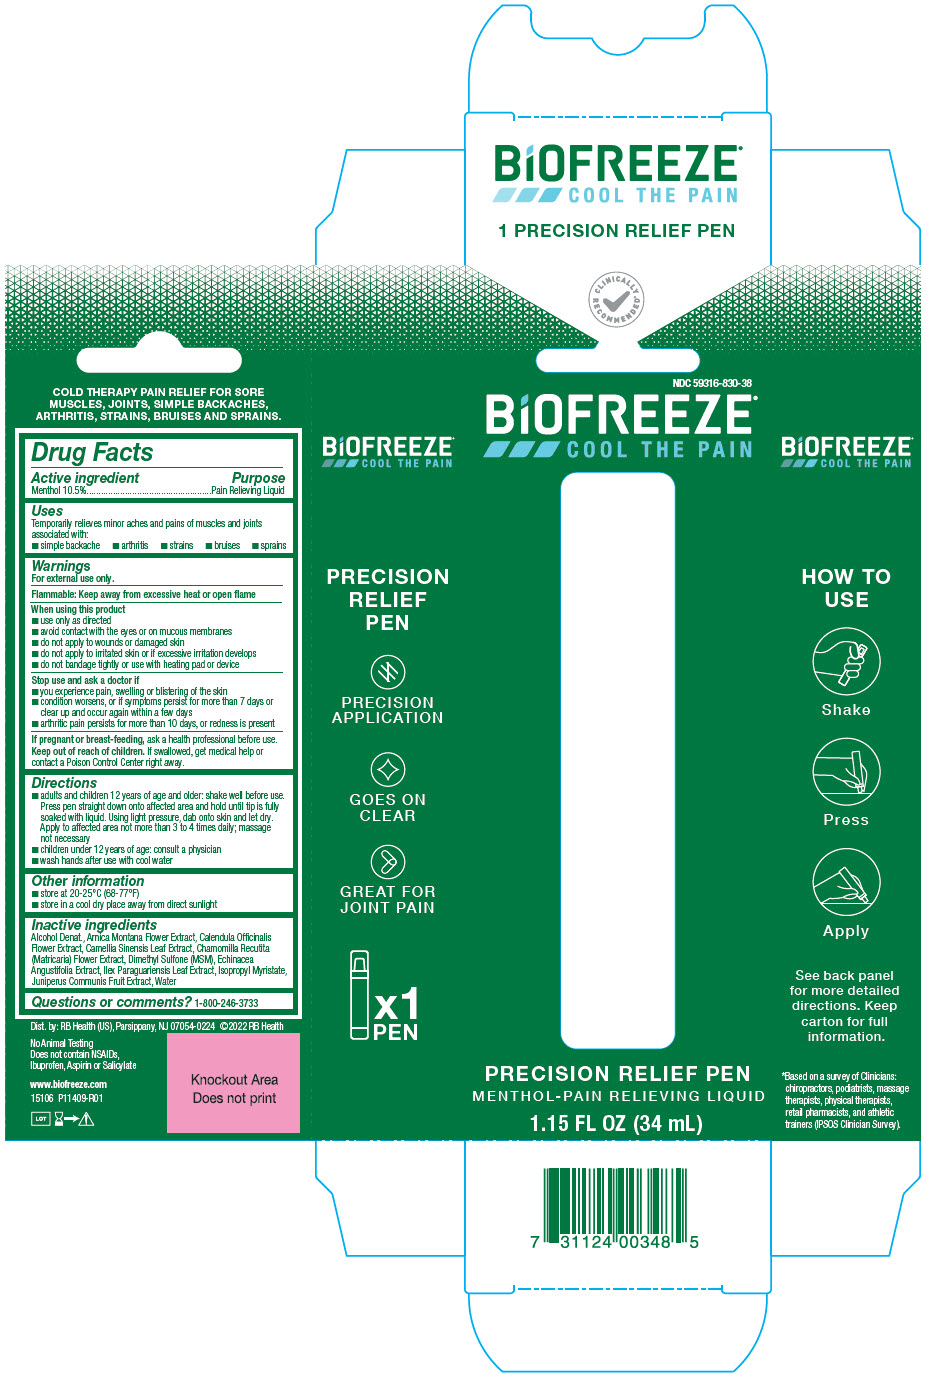 BIOFREEZE®
COOL THE PAIN
1 PRECISION RELIEF PEN
CLINICALLY
RECOMMENDED*
COLD THERAPY PAIN RELIEF FOR SORE
MUSCLES, JOINTS, SIMPLE BACKACHES,
ARTHRITIS, STRAINS, BRUISES AND SPRAINS.
Drug Facts
Active ingredient Purpose
Menthol 10.5%..................................................Pain Relieving Liquid
Uses
Temporarily relieves minor aches and pains of muscles and joints
associated with:
■ simple backache ■ arthritis ■ strains ■ bruises ■ sprains
Warnings
For external use only.
Flammable: Keep away from excessive heat or open flame
When using this product
■ use only as directed
■ avoid contact with the eyes or on mucous membranes
■ do not apply to wounds or damaged skin
■ do not apply to irritated skin or if excessive irritation develops
■ do not bandage tightly or use with heating pad or device
Stop use and ask a doctor if
■ you experience pain, swelling or blistering of the skin
■ condition worsens, or if symptoms persist for more than 7 days or
clear up and occur again within a few days
■ arthritic pain persists for more than 10 days, or redness is present
If pregnant or breast-feeding, ask a health professional before use.
Keep out of reach of children. If swallowed, get medical help or
contact a Poison Control Center right away.
Directions
■ adults and children 12 years of age and older: shake well before use.
Press pen straight down onto affected area and hold until tip is fully
soaked with liquid. Using light pressure, dab onto skin and let dry.
Apply to affected area not more than 3 to 4 times daily; massage
not necessary
■ children under 12 years of age: consult a physician
■ wash hands after use with cool water
Other information
■ store at 20-25°C (68-77°F)
■ store in a cool dry place away from direct sunlight
Inactive ingredients
Alcohol Denat., Arnica Montana Flower Extract, Calendula Officinalis
Flower Extract, Camellia Sinensis Leaf Extract, Chamomilla Recutita
(Matricaria) Flower Extract, Dimethyl Sulfone (MSM), Echinacea
Angustifolia Extract, Ilex Paraguariensis Leaf Extract, Isopropyl Myristate,
Juniperus Communis Fruit Extract, Water
Questions or comments? 1-800-246-3733
Dist. by: RB Health (US), Parsippany, NJ 07054-0224 ©2022 RB Health
No Animal Testing
Does not contain NSAIDs,
Ibuprofen, Aspirin or Salicylate
www.biofreeze.com
15106 P11409-R01
LOT
Knockout Area
Does not print
BIOFREEZE®
COOL THE PAIN
PRECISION
RELIEF
PEN
PRECISION
APPLICATION
GOES ON
CLEAR
GREAT FOR
JOINT PAIN
x1
PEN
NDC 59316-830-38
BIOFREEZE®
COOL THE PAIN
PRECISION RELIEF PEN
MENTHOL-PAIN RELIEVING LIQUID
1.15 FL OZ (34 mL)
7 31124 00348 5
BIOFREEZE®
COOL THE PAIN
HOW TO
USE
Shake
Press
Apply
See back panel
for more detailed
directions. Keep
carton for full
information.
*Based on a survey of Clinicians:
chiropractors, podiatrists, massage
therapists, physical therapists,
retail pharmacists, and athletic
trainers (IPSOS Clinician Survey).